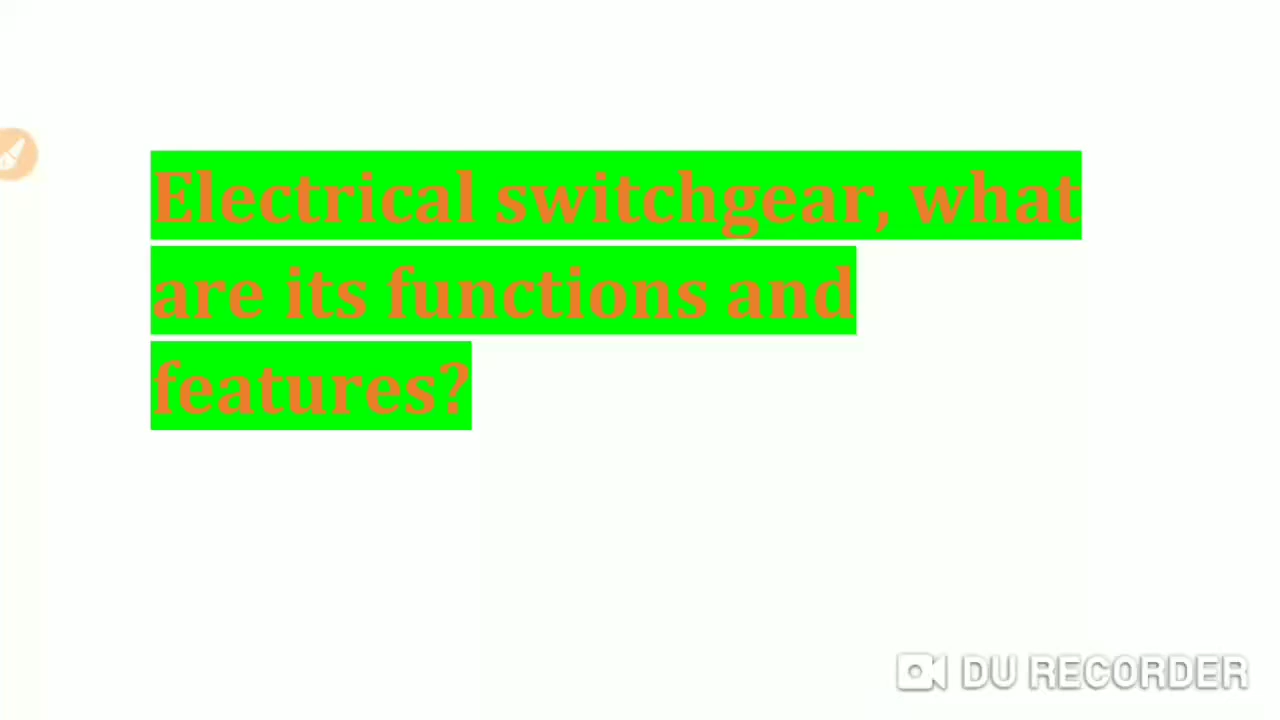 Electrical switchgear, what
are its functions and
features?
DU RECORDER